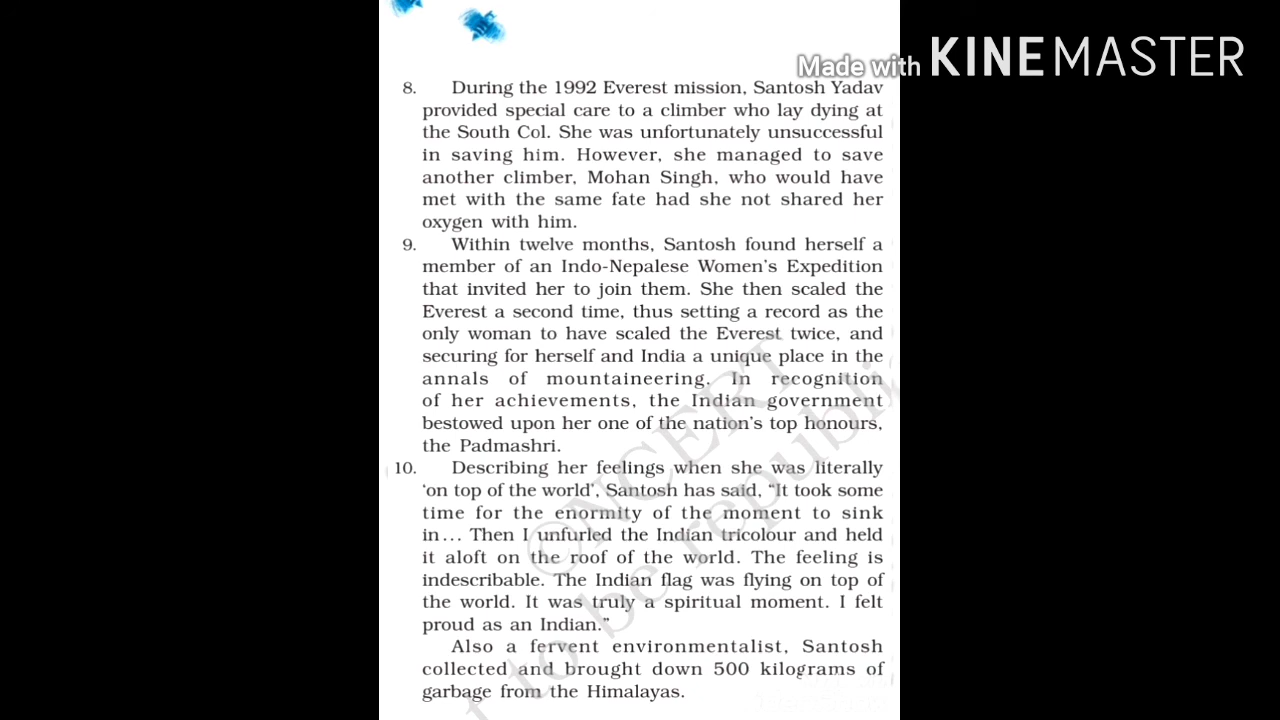 Made with KINEMASTER
8. During the 1992 Everest mission, Santosh Yadav
provided special care to a climber who lay dying at
the South Col. She was unfortunately unsuccessful
in saving him. However, she managed to save
another climber, Mohan Singh, who would have
met with the same fate had she not shared her
oxygen with him.
9. Within twelve months, Santosh found herself a
member of an Indo-Nepalese Women's Expedition
that invited her to join them. She then scaled the
Everest a second time, thus setting a record as the
only woman to have scaled the Everest twice, and
securing for herself and India a unique place in the
annals of mountaineering. In recognition
of her achievements, the Indian government
bestowed upon her one of the nation's top honours,
the Padmashri.
10. Describing her feelings when she was literally
‘on top of the world’, Santosh has said, “It took some
time for the enormity of the moment to sink
in... Then I unfurled the Indian tricolour and held
it aloft on the roof of the world. The feeling is
indescribable. The Indian flag was flying on top of
the world. It was truly a spiritual moment. I felt
proud as an Indian.”
Also a fervent environmentalist, Santosh
collected and brought down 500 kilograms of
garbage from the Himalayas.
©NCERT
to be republi